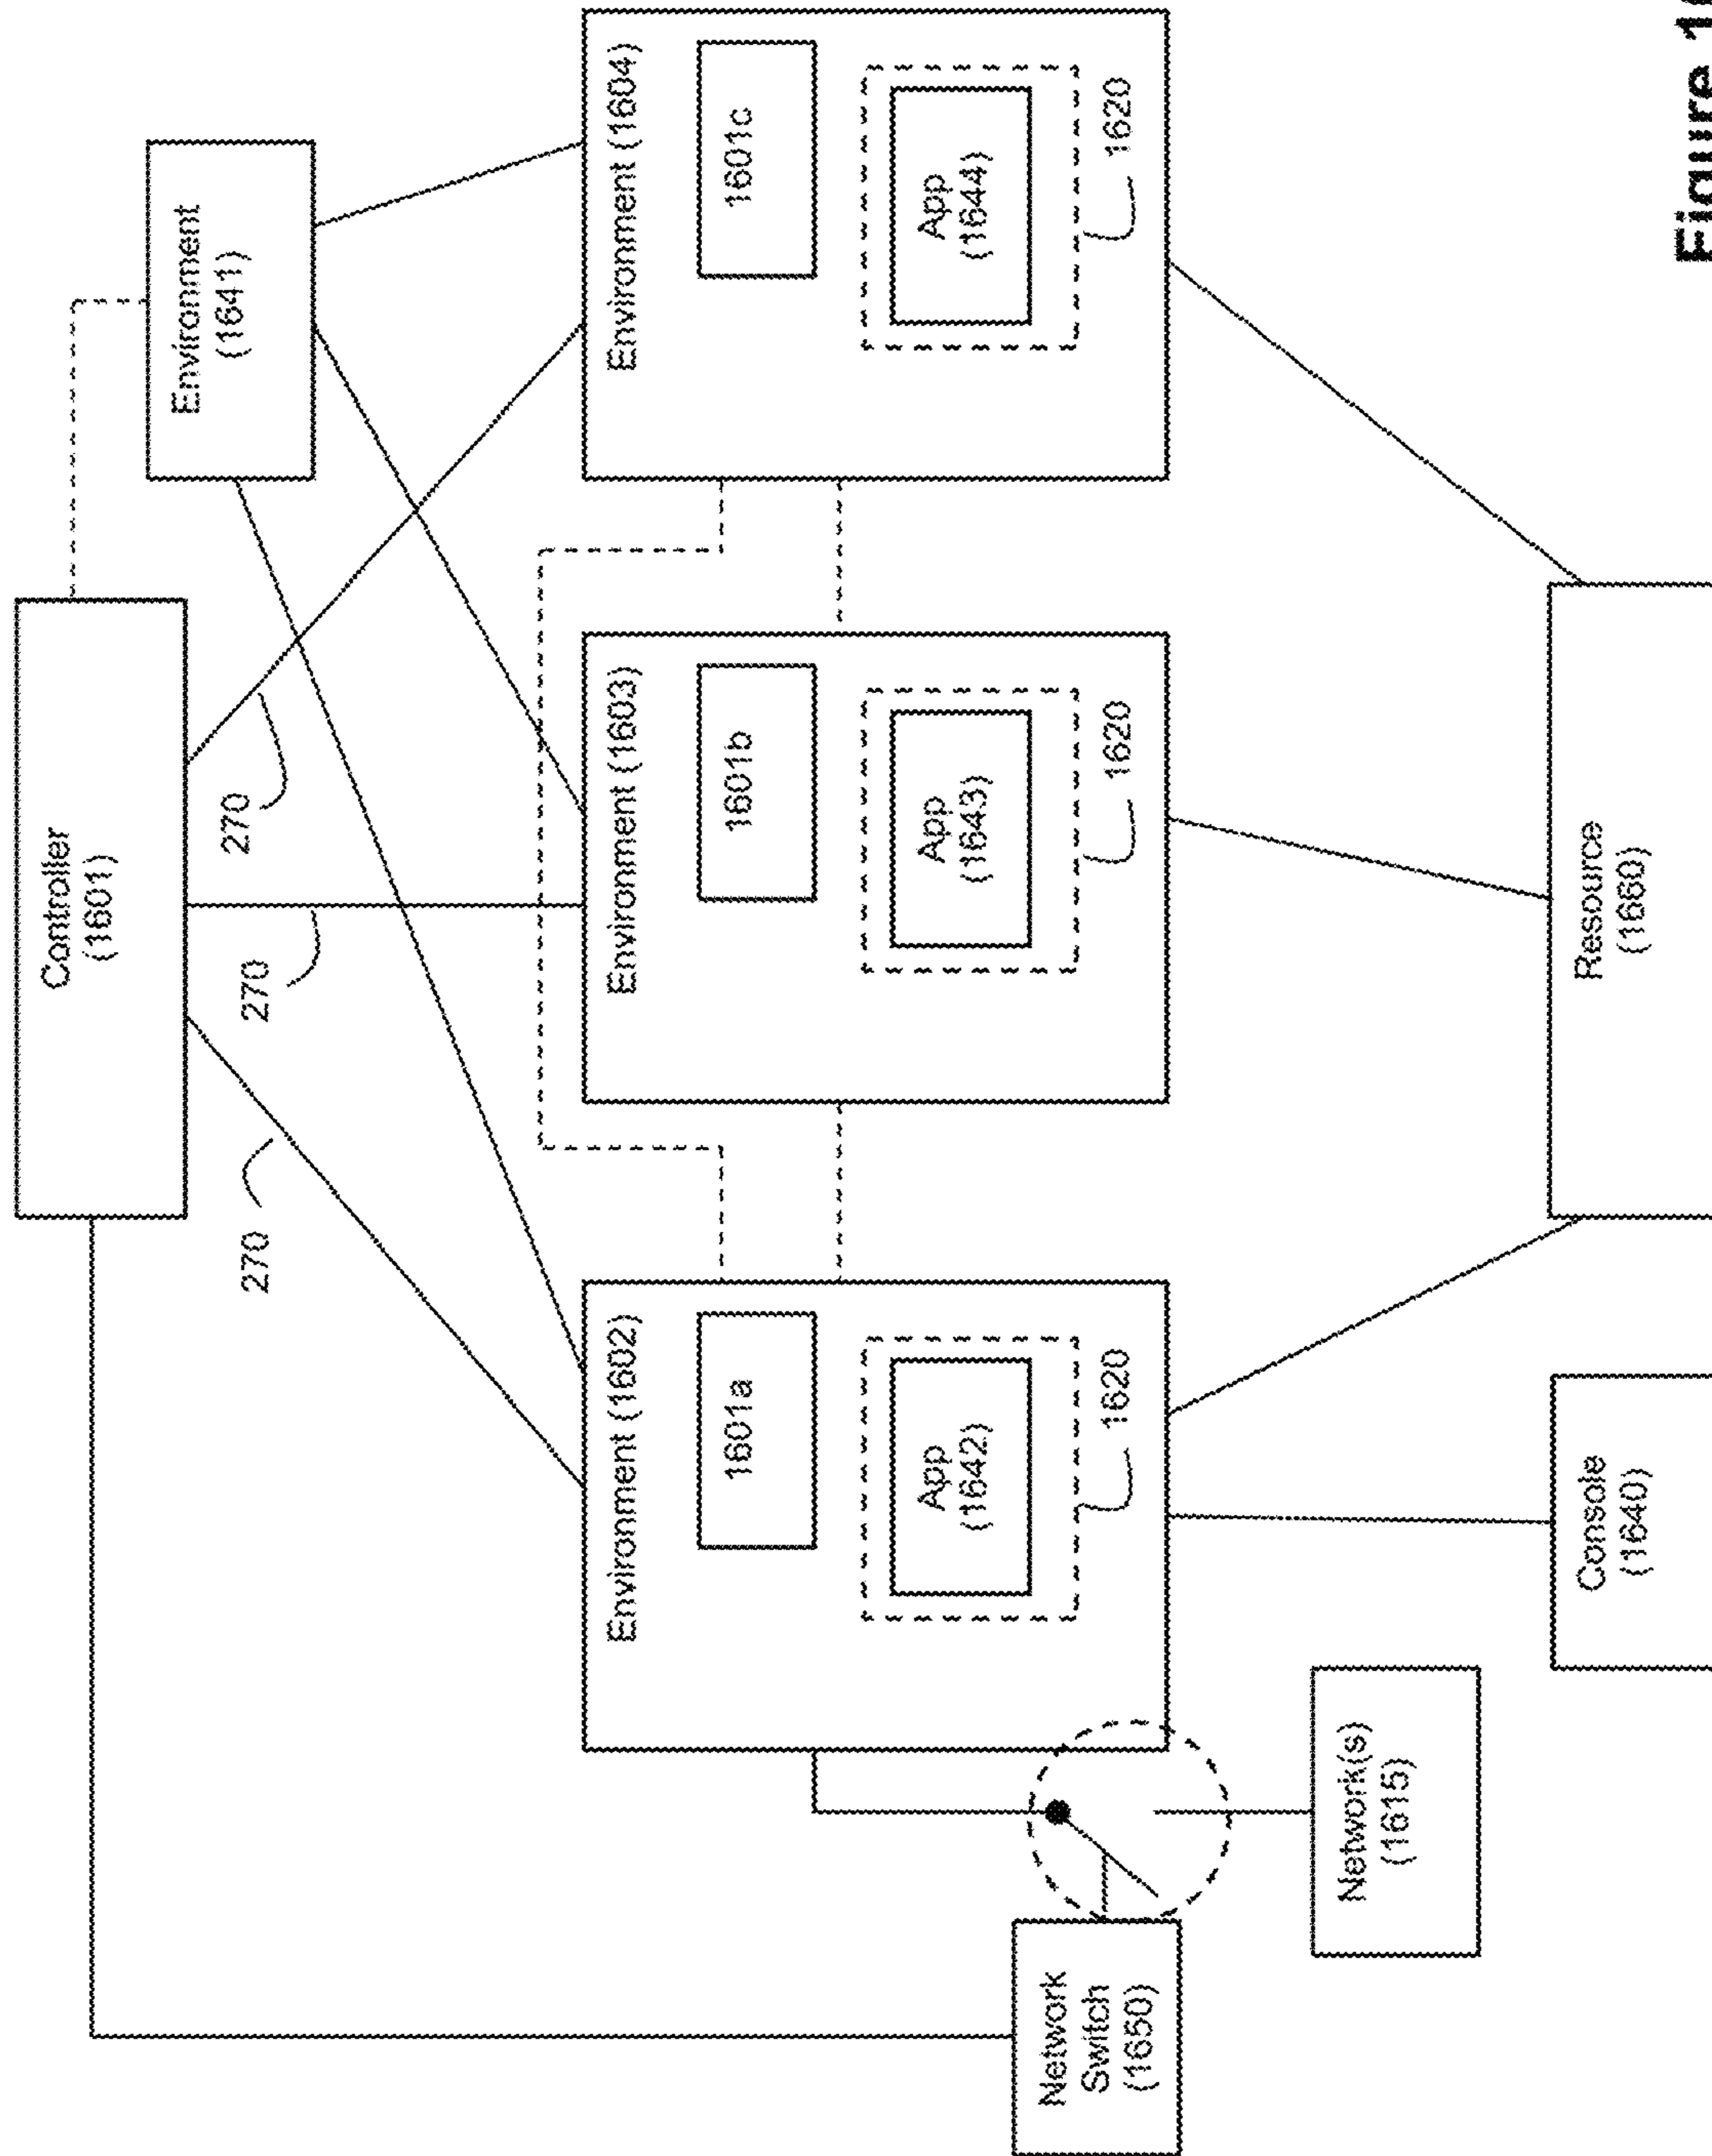 Controller
(1601)
Environment
(1641)
270
270
270
Environment (1602)
1601a
App
(1642)
1620
Environment (1603)
1601b
App
(1643)
1620
Environment (1604)
1601c
App
(1644)
1620
Network
Switch
(1650)
Network(s)
(1615)
Console
(1640)
Resource
(1660)
Figure